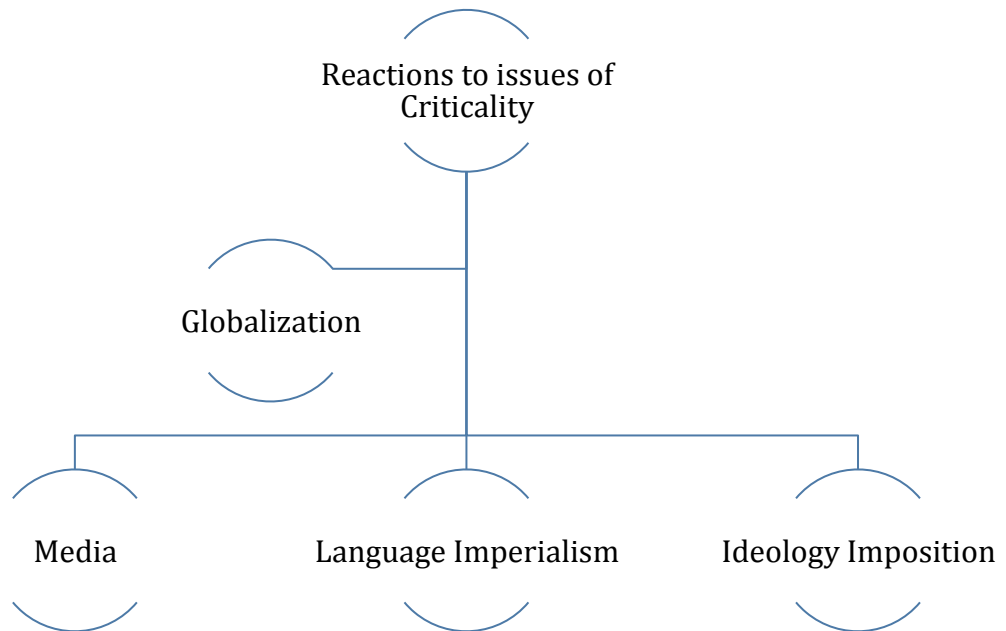 Reactions to issues of
Criticality
Globalization
Media
Language Imperialism
Ideology Imposition